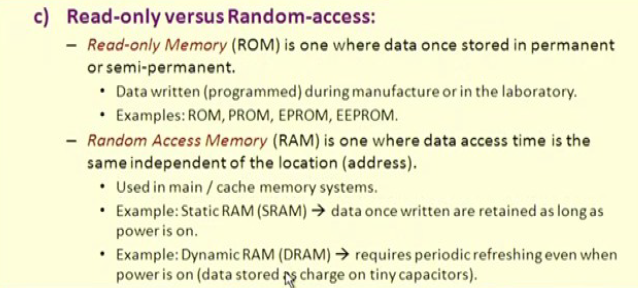 c) Read-only versus Random-access:
– Read-only Memory (ROM) is one where data once stored in permanent
or semi-permanent.
• Data written (programmed) during manufacture or in the laboratory.
• Examples: ROM, PROM, EPROM, EEPROM.
– Random Access Memory (RAM) is one where data access time is the
same independent of the location (address).
• Used in main / cache memory systems.
• Example: Static RAM (SRAM) → data once written are retained as long as
power is on.
• Example: Dynamic RAM (DRAM) → requires periodic refreshing even when
power is on (data stored as charge on tiny capacitors).